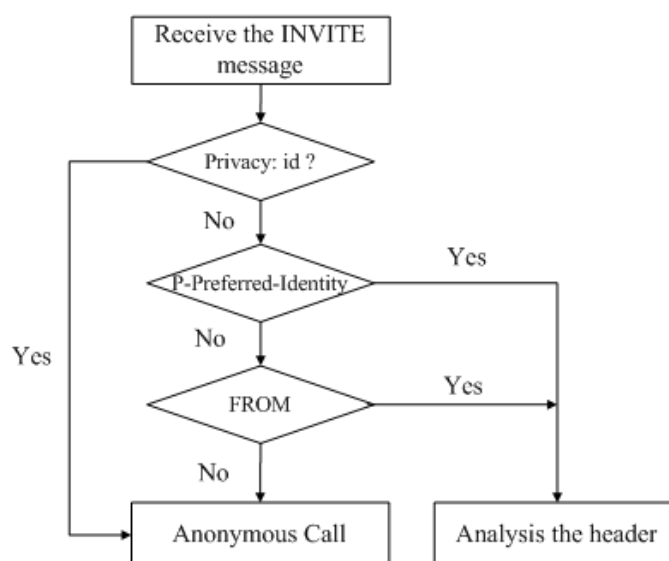 Receive the INVITE
message
Privacy: id ?
No
P-Preferred-Identity
Yes
No
Yes
FROM
Yes
No
Anonymous Call
Analysis the header